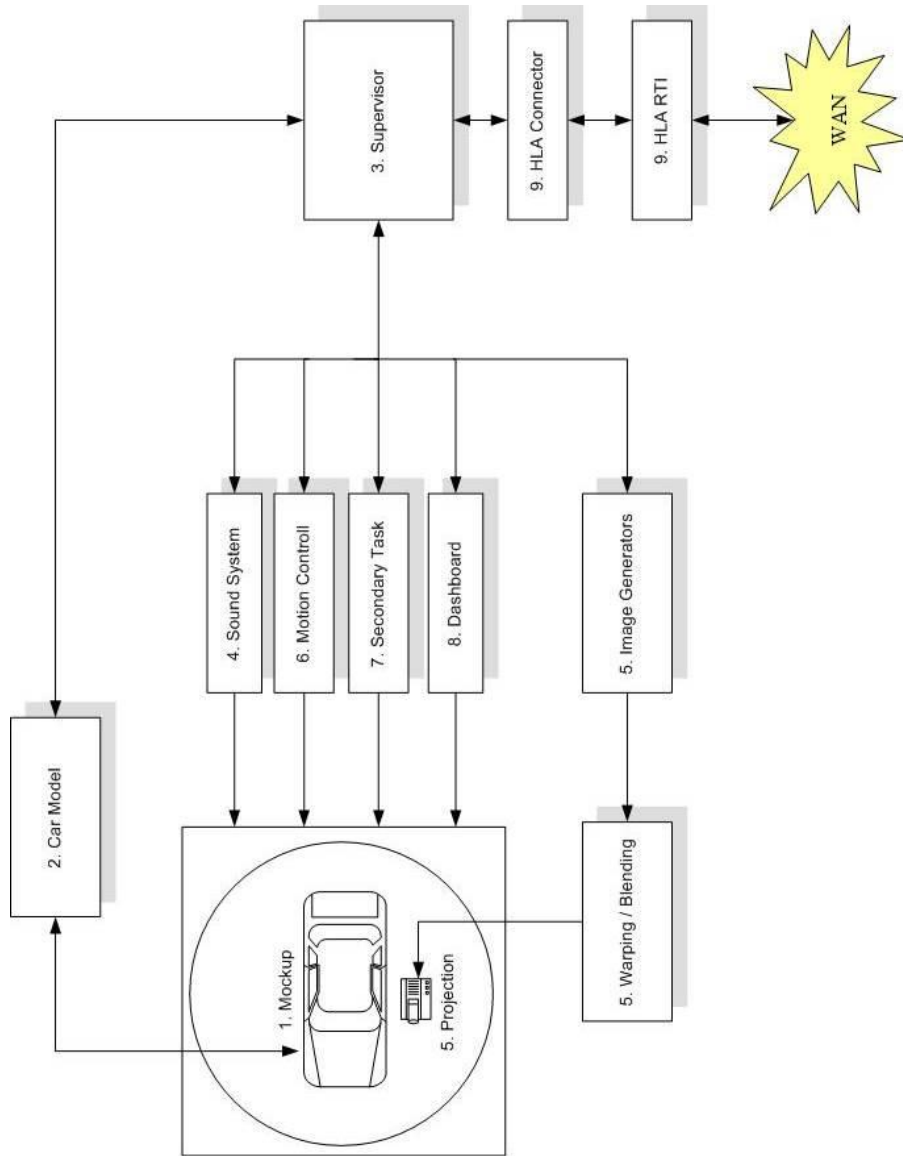 1. Mockup
5. Projection
2. Car Model
5. Warping / Blending
4. Sound System
6. Motion Controll
7. Secondary Task
8. Dashboard
5. Image Generators
3. Supervisor
9. HLA Connector
9. HLA RTI
WAN